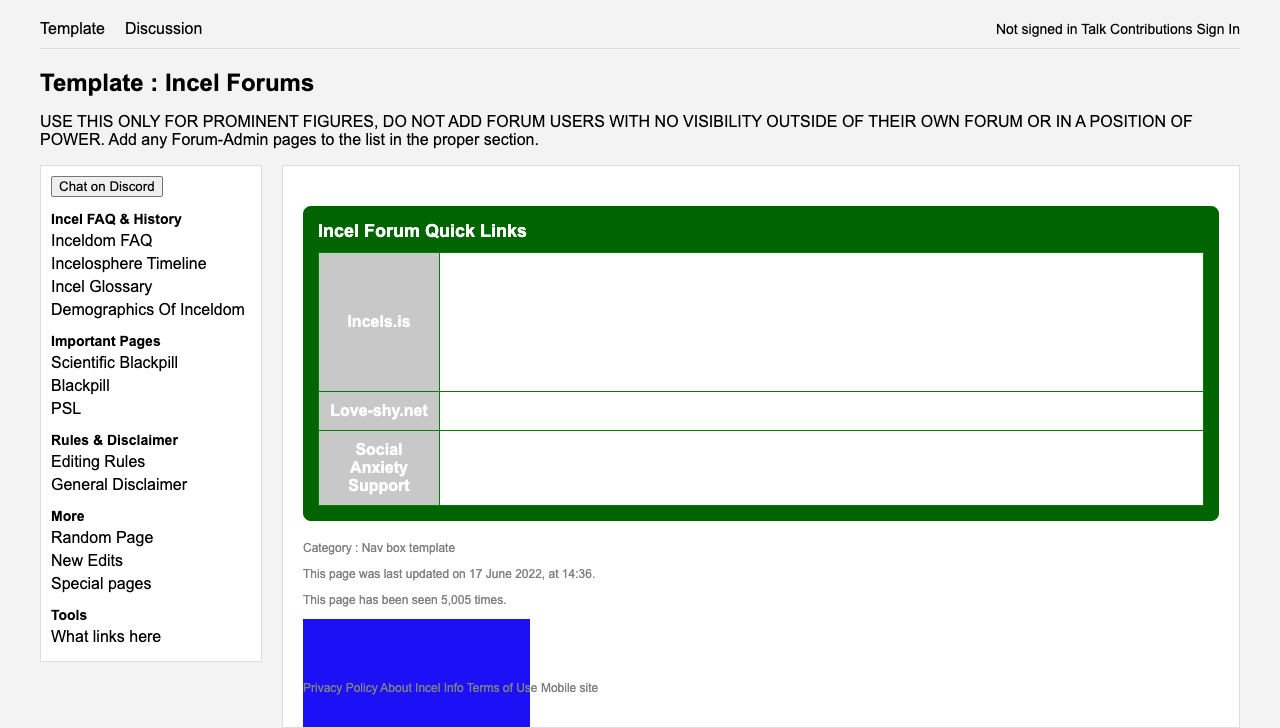 Template Discussion
Not signed in Talk Contributions Sign In
Template : Incel Forums
USE THIS ONLY FOR PROMINENT FIGURES, DO NOT ADD FORUM USERS WITH NO VISIBILITY OUTSIDE OF THEIR OWN FORUM OR IN A POSITION OF
POWER. Add any Forum-Admin pages to the list in the proper section.
Chat on Discord
Incel FAQ & History
Inceldom FAQ
Incelosphere Timeline
Incel Glossary
Demographics Of Inceldom
Important Pages
Scientific Blackpill
Blackpill
PSL
Rules & Disclaimer
Editing Rules
General Disclaimer
More
Random Page
New Edits
Special pages
Tools
What links here
Incel Forum Quick Links
Incels.is
Love-shy.net
Social
Anxiety
Support
Category : Nav box template
This page was last updated on 17 June 2022, at 14:36.
This page has been seen 5,005 times.
Privacy Policy About Incel Info Terms of Use Mobile site